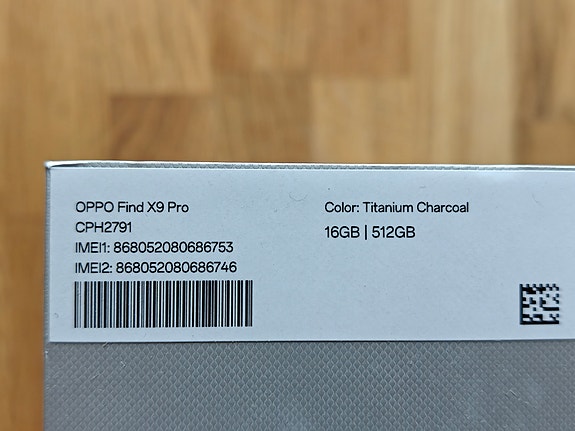 OPPO Find X9 Pro
CPH2791
IMEI1: 868052080686753
IMEI2: 868052080686746
Color: Titanium Charcoal
16GB | 512GB